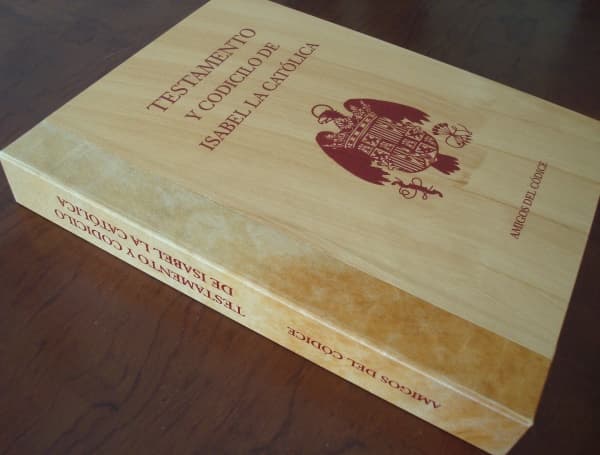 TESTAMENTO
Y CODICILO DE
ISABEL LA CATÓLICA
AMIGOS DEL CÓDICE
TESTAMENTO Y CODICILO
DE ISABEL LA CATÓLICA
AMIGOS DEL CÓDICE